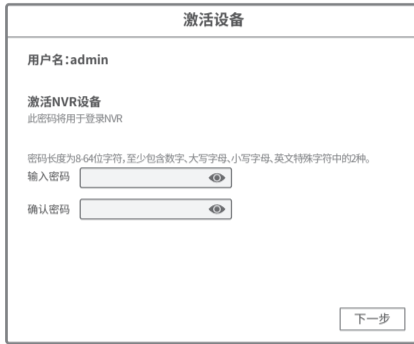 激活设备
用户名:admin
激活NVR设备
此密码将用于登录NVR
密码长度为8-64位字符,至少包含数字、大写字母、小写字母、英文特殊字符中的2种。
输入密码
确认密码
下一步